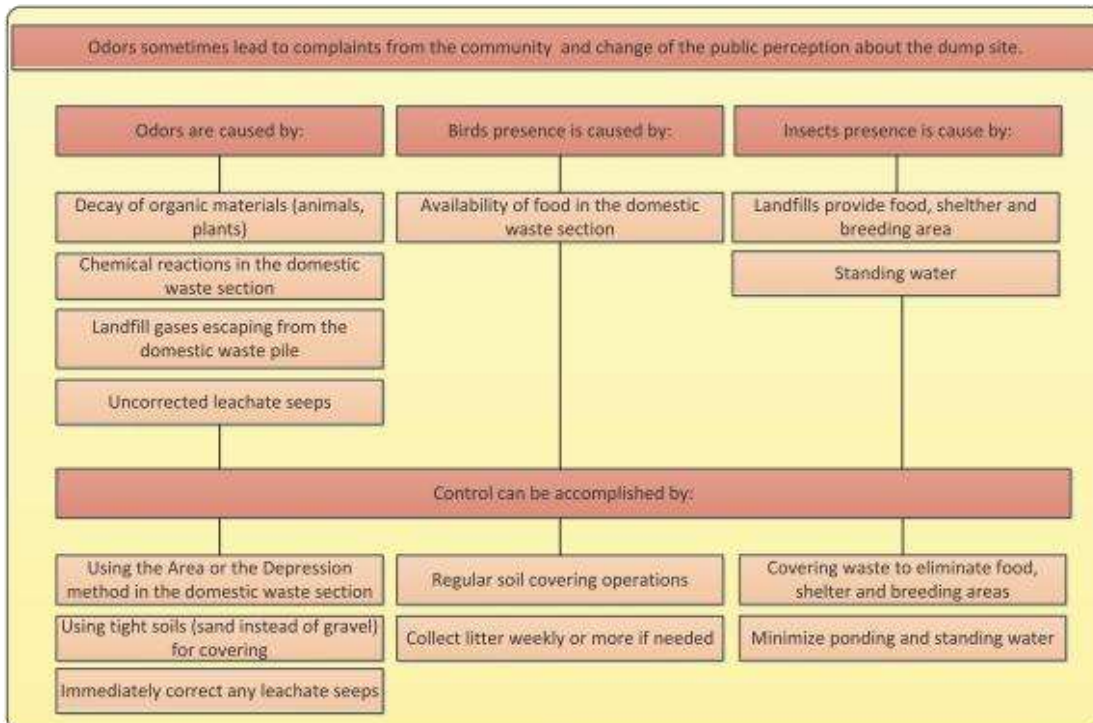 Odors sometimes lead to complaints from the community and change of the public perception about the dump site.
Odors are caused by:
Decay of organic materials (animals,
plants)
Chemical reactions in the domestic
waste section
Landfill gases escaping from the
domestic waste pile
Uncorrected leachate seeps
Birds presence is caused by:
Availability of food in the domestic
waste section
Insects presence is cause by:
Landfills provide food, shelther and
breeding area
Standing water
Control can be accomplished by:
Using the Area or the Depression
method in the domestic waste section
Using tight soils (sand instead of gravel)
for covering
Immediately correct any leachate seeps
Regular soil covering operations
Collect litter weekly or more if needed
Covering waste to eliminate food,
shelter and breeding areas
Minimize ponding and standing water